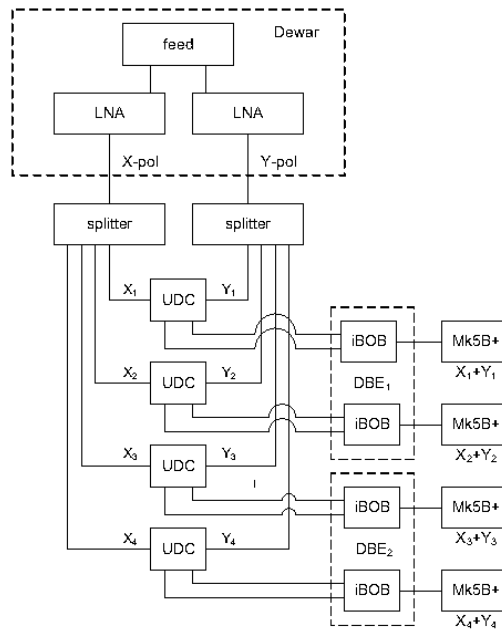 Dewar
feed
LNA LNA
X-pol Y-pol
splitter splitter
X₁ UDC Y₁
iBOB Mk5B+
X₁+Y₁
DBE₁
X₂ UDC Y₂
iBOB Mk5B+
X₂+Y₂
X₃ UDC Y₃
iBOB Mk5B+
X₃+Y₃
DBE₂
X₄ UDC Y₄
iBOB Mk5B+
X₄+Y₄